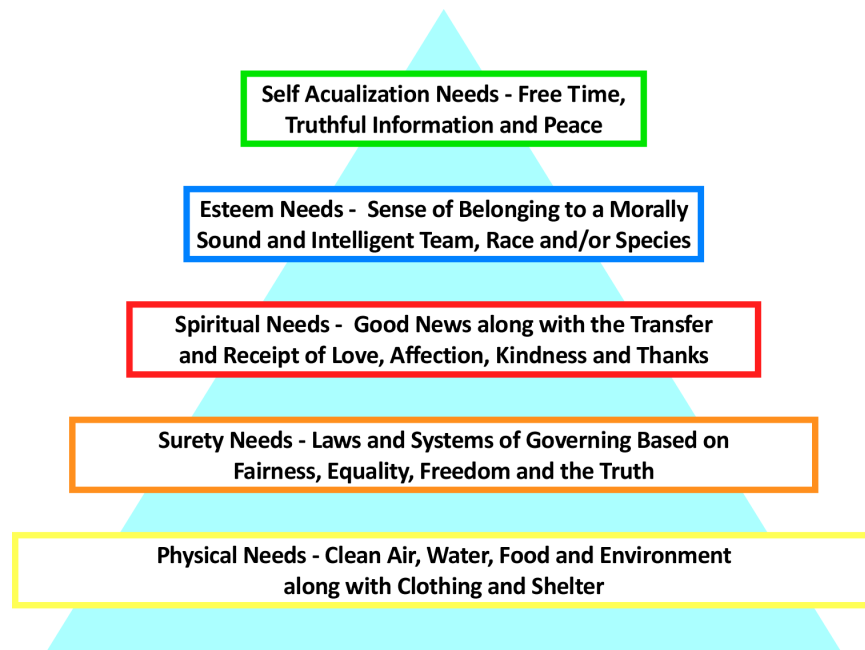 Self Acualization Needs - Free Time,
Truthful Information and Peace
Esteem Needs -  Sense of Belonging to a Morally
Sound and Intelligent Team, Race and/or Species
Spiritual Needs -  Good News along with the Transfer
and Receipt of Love, Affection, Kindness and Thanks
Surety Needs - Laws and Systems of Governing Based on
Fairness, Equality, Freedom and the Truth
Physical Needs - Clean Air, Water, Food and Environment
along with Clothing and Shelter